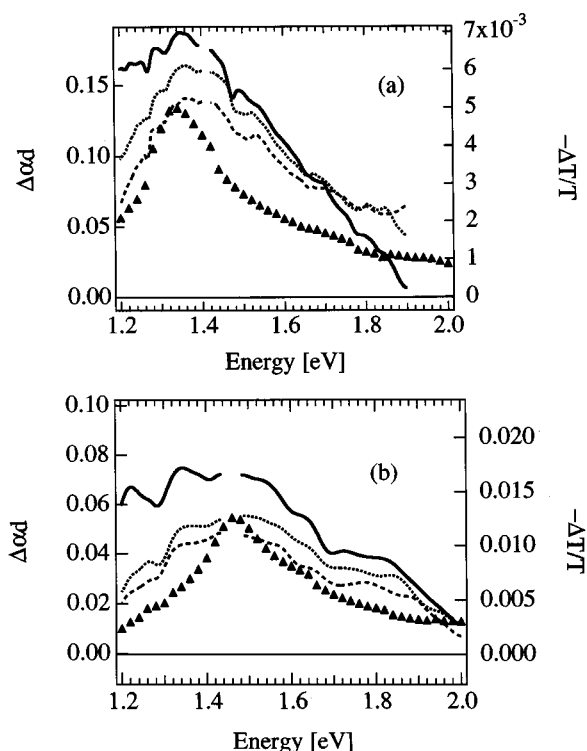 7x10⁻³
0.15
0.10
0.05
0.00
Δαd
(a)
6
5
4
3
2
1
0
−ΔT/T
1.2 1.4 1.6 1.8 2.0
Energy [eV]
0.10
0.08
0.06
0.04
0.02
0.00
Δαd
(b)
0.020
0.015
0.010
0.005
0.000
−ΔT/T
1.2 1.4 1.6 1.8 2.0
Energy [eV]